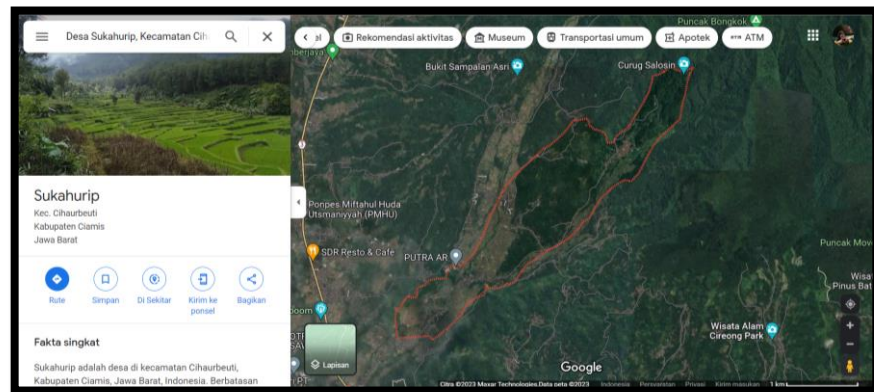 Desa Sukahurip, Kecamatan Cih
Sukahurip
Kec. Cihaurbeuti
Kabupaten Ciamis
Jawa Barat
Rute
Simpan
Di Sekitar
Kirim ke
ponsel
Bagikan
Fakta singkat
Sukahurip adalah desa di kecamatan Cihaurbeuti,
Kabupaten Ciamis, Jawa Barat, Indonesia. Berbatasan
Rekomendasi aktivitas
Museum
Transportasi umum
Apotek
ATM
Puncak Bongkok
Bukit Sampalan Asri
Curug Salosin
Ponpes Miftahul Huda
Utsmaniyyah (PMHU)
SDR Resto & Cafe
PUTRA AR
Puncak Mov
Wisa
Pinus Bat
Wisata Alam
Cireong Park
Lapisan
Google
Citra ©2023 Maxar Technologies,Data peta ©2023 Indonesia Persyaratan Privasi Kirim masukan 1 km